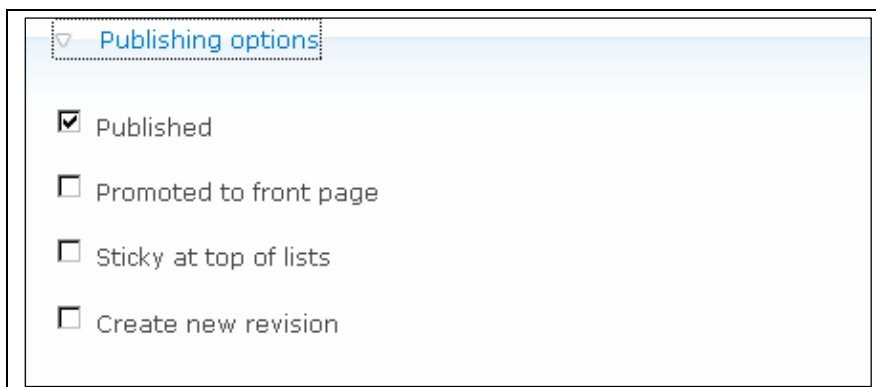 Publishing options
Published
Promoted to front page
Sticky at top of lists
Create new revision